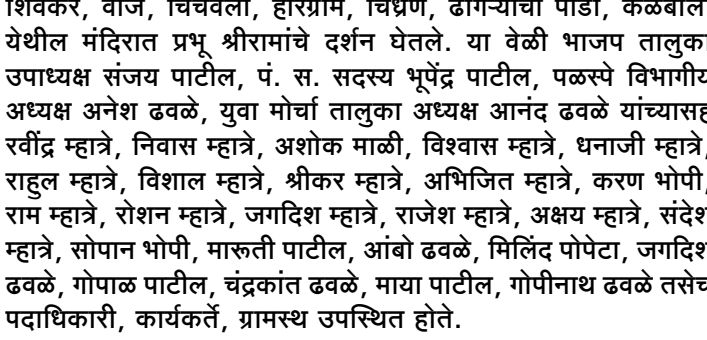 शिवकर, वाजे, चिंचवली, हरिग्राम, चिंध्रण, ढोंगऱ्याचा पाडा, कळंबोली
येथील मंदिरात प्रभू श्रीरामांचे दर्शन घेतले. या वेळी भाजप तालुका
उपाध्यक्ष संजय पाटील, पं. स. सदस्य भूपेंद्र पाटील, पळस्पे विभागीय
अध्यक्ष अनेश ढवळे, युवा मोर्चा तालुका अध्यक्ष आनंद ढवळे यांच्यासह
रवींद्र म्हात्रे, निवास म्हात्रे, अशोक माळी, विश्वास म्हात्रे, धनाजी म्हात्रे,
राहुल म्हात्रे, विशाल म्हात्रे, श्रीकर म्हात्रे, अभिजित म्हात्रे, करण भोपी,
राम म्हात्रे, रोशन म्हात्रे, जगदिश म्हात्रे, राजेश म्हात्रे, अक्षय म्हात्रे, संदेश
म्हात्रे, सोपान भोपी, मारूती पाटील, आंबो ढवळे, मिलिंद पोपेटा, जगदिश
ढवळे, गोपाळ पाटील, चंद्रकांत ढवळे, माया पाटील, गोपीनाथ ढवळे तसेच
पदाधिकारी, कार्यकर्ते, ग्रामस्थ उपस्थित होते.